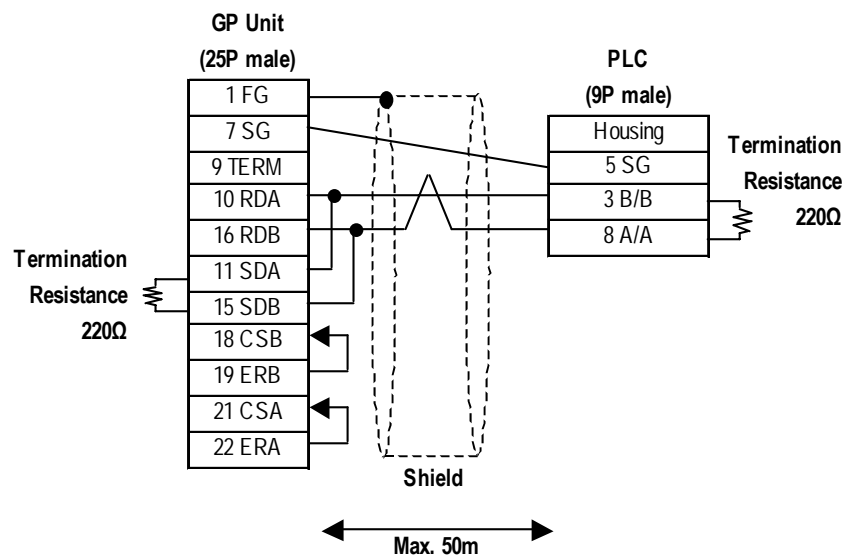 GP Unit
(25P male)
1 FG
7 SG
9 TERM
10 RDA
16 RDB
11 SDA
15 SDB
18 CSB
19 ERB
21 CSA
22 ERA
Termination
Resistance
220Ω
Shield
Max. 50m
PLC
(9P male)
Housing
5 SG
3 B/B
8 A/A
Termination
Resistance
220Ω